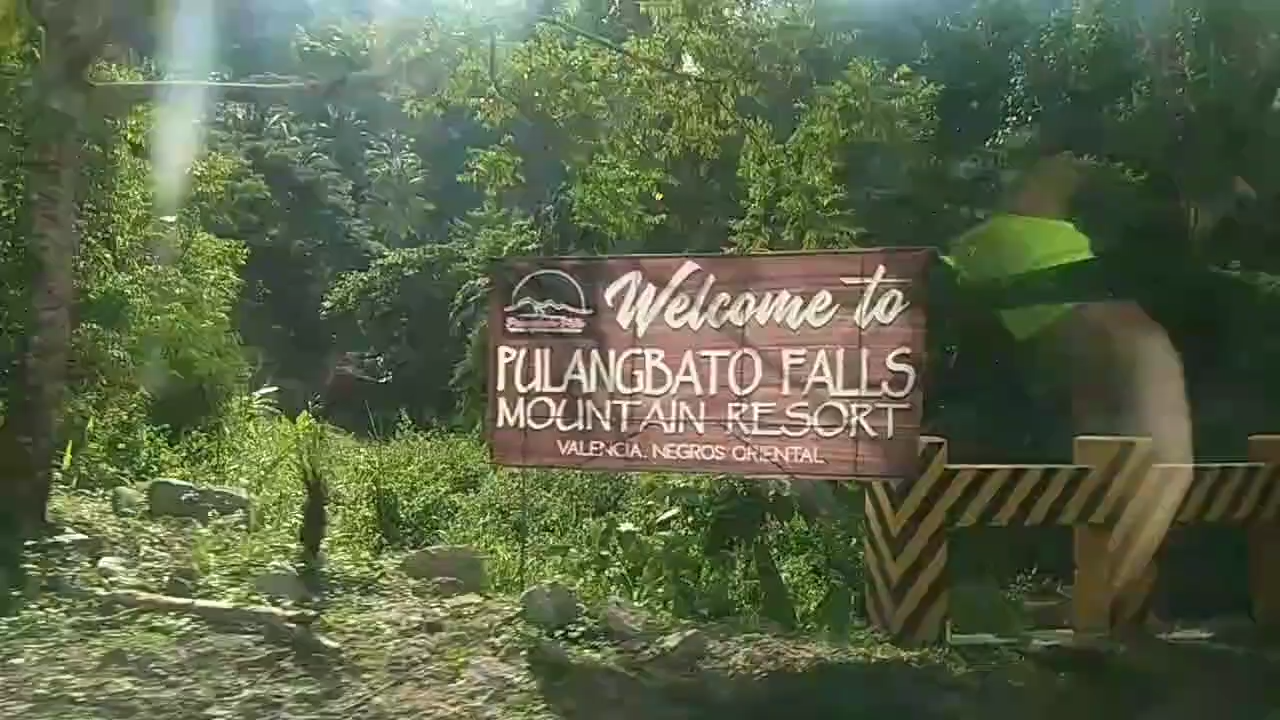 Welcome to
PULANGBATO FALLS
MOUNTAIN RESORT
VALENCIA, NEGROS ORIENTAL